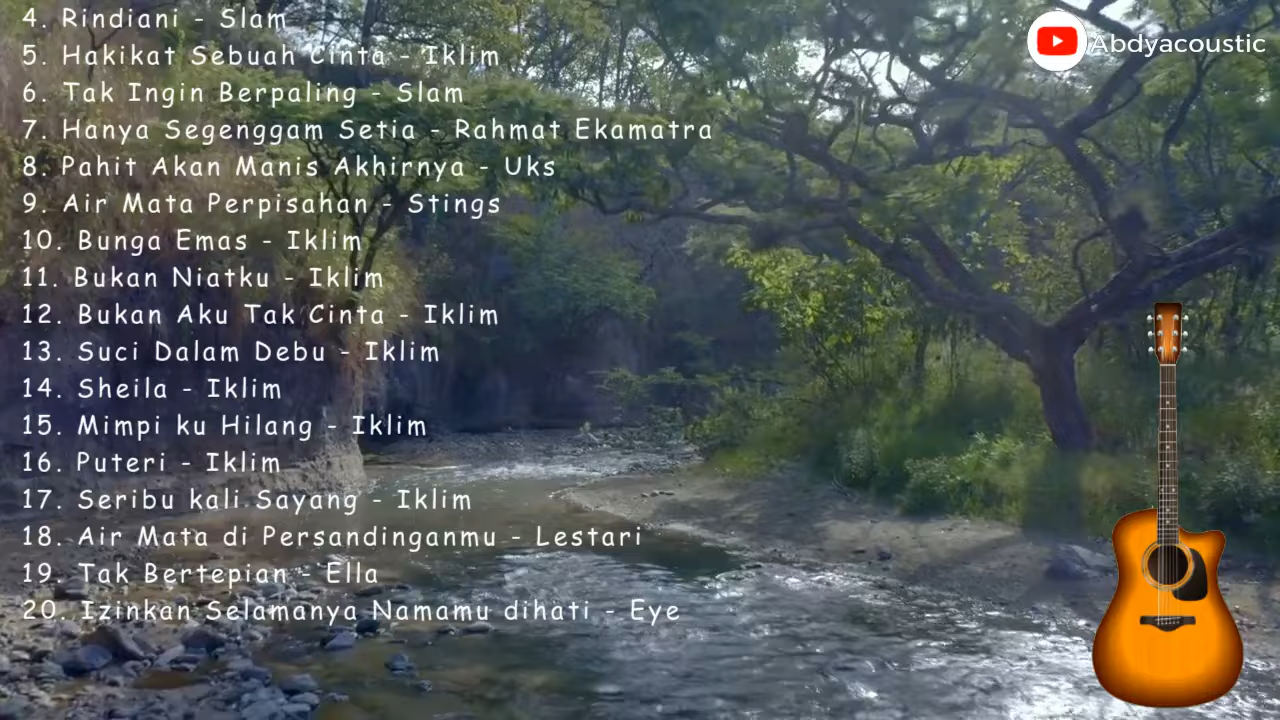 4. Rindiani - Slam
Abdyacoustic
5. Hakikat Sebuah Cinta - Iklim
6. Tak Ingin Berpaling - Slam
7. Hanya Segenggam Setia - Rahmat Ekamatra
8. Pahit Akan Manis Akhirnya - Uks
9. Air Mata Perpisahan - Stings
10. Bunga Emas - Iklim
11. Bukan Niatku - Iklim
12. Bukan Aku Tak Cinta - Iklim
13. Suci Dalam Debu - Iklim
14. Sheila - Iklim
15. Mimpi ku Hilang - Iklim
16. Puteri - Iklim
17. Seribu kali Sayang - Iklim
18. Air Mata di Persandinganmu - Lestari
19. Tak Bertepian - Ella
20. Izinkan Selamanya Namamu dihati - Eye